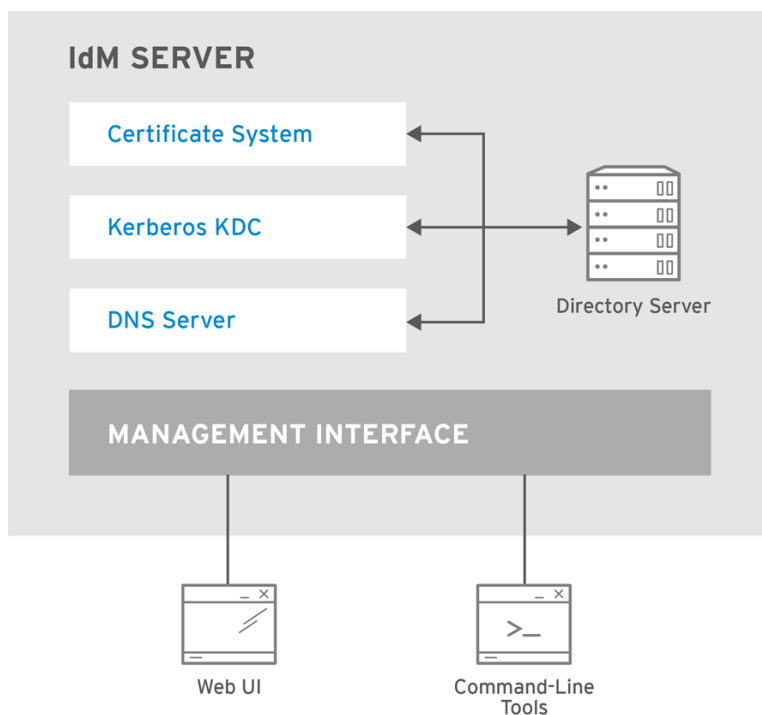 IdM SERVER
Certificate System
Kerberos KDC
DNS Server
Directory Server
MANAGEMENT INTERFACE
>_
Web UI
Command-Line
Tools